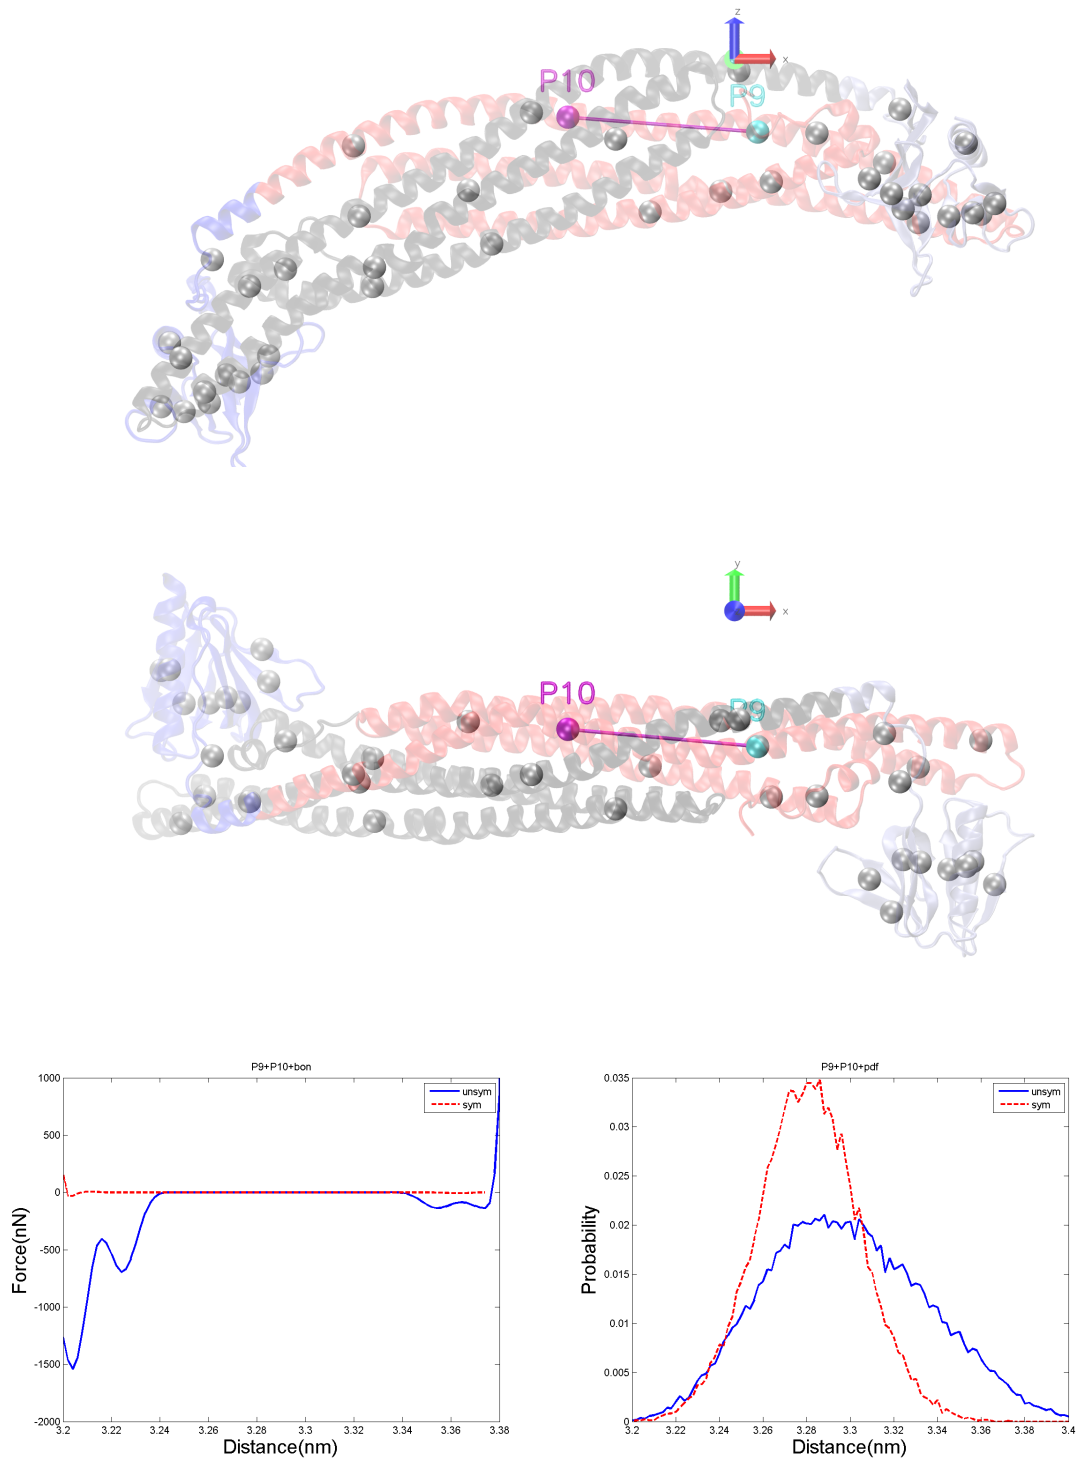 z
x
P10
P9
y
x
P10
P9
P9+P10+bon
1000
500
0
-500
-1000
-1500
-2000
3.2
3.22
3.24
3.26
3.28
3.3
3.32
3.34
3.36
3.38
Force(nN)
Distance(nm)
unsym
sym
P9+P10+pdf
0.035
0.03
0.025
0.02
0.015
0.01
0.005
0
3.2
3.22
3.24
3.26
3.28
3.3
3.32
3.34
3.36
3.38
3.4
Probability
Distance(nm)
unsym
sym